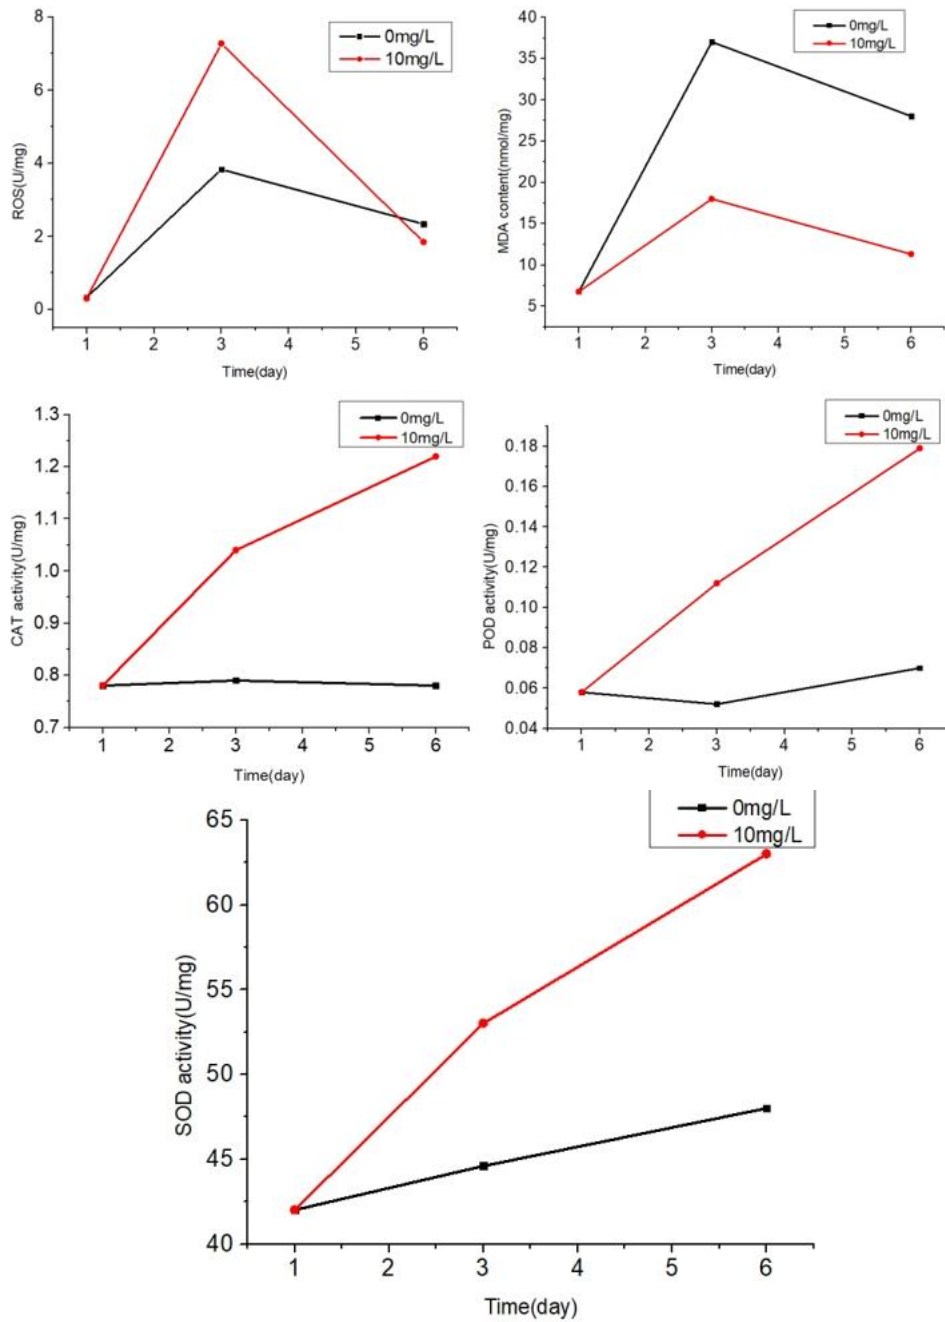 8
6
4
2
0
ROS(U/mg)
0mg/L
10mg/L
1 2 3 4 5 6
Time(day)
40
35
30
25
20
15
10
5
MDA content(nmol/mg)
0mg/L
10mg/L
1 2 3 4 5 6
Time(day)
1.3
1.2
1.1
1.0
0.9
0.8
0.7
CAT activity(U/mg)
0mg/L
10mg/L
1 2 3 4 5 6
Time(day)
0.18
0.16
0.14
0.12
0.10
0.08
0.06
0.04
POD activity(U/mg)
0mg/L
10mg/L
1 2 3 4 5 6
Time(day)
65
60
55
50
45
40
SOD activity(U/mg)
0mg/L
10mg/L
1 2 3 4 5 6
Time(day)